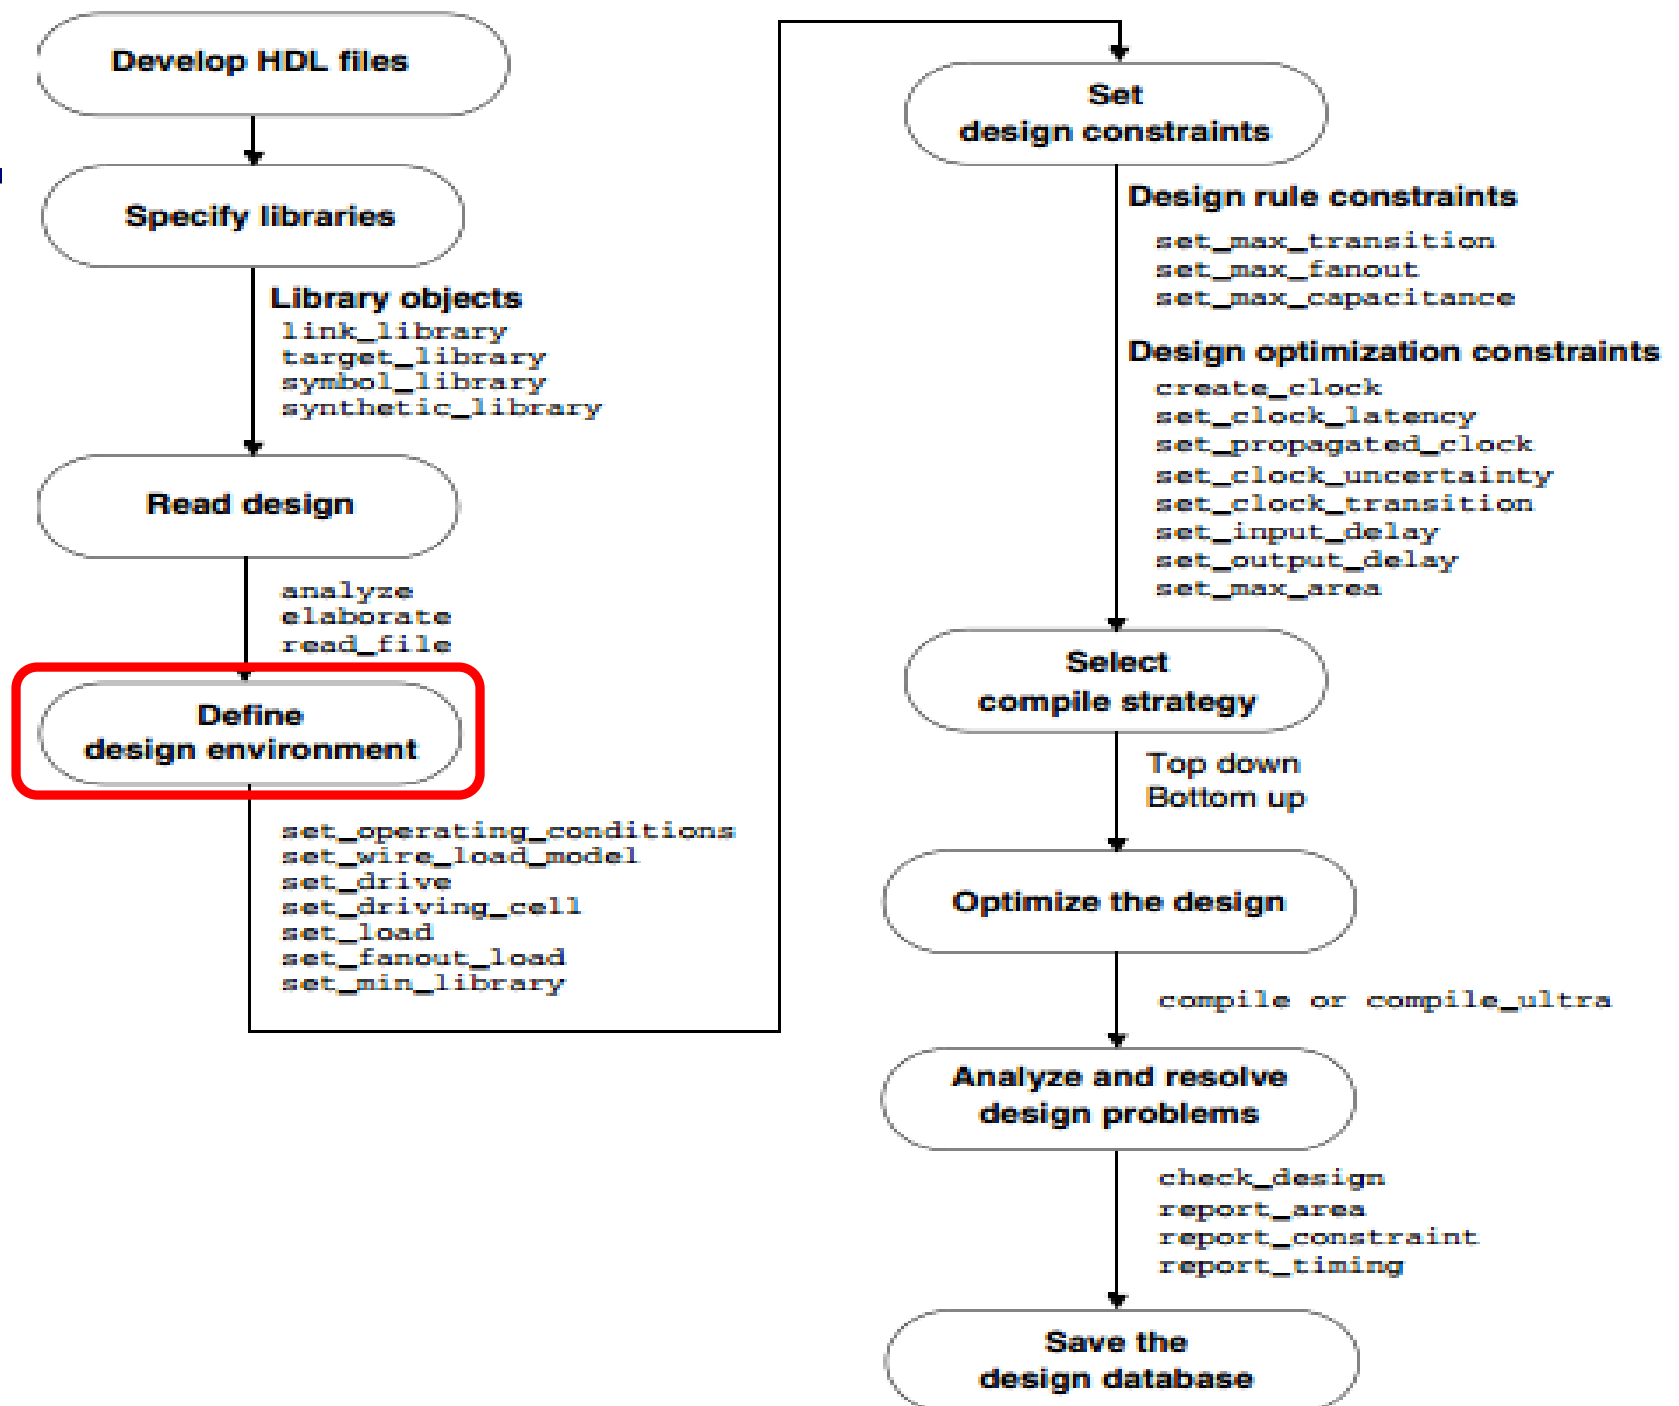 Develop HDL files
Specify libraries
Library objects
link_library
target_library
symbol_library
synthetic_library
Read design
analyze
elaborate
read_file
Define
design environment
set_operating_conditions
set_wire_load_model
set_drive
set_driving_cell
set_load
set_fanout_load
set_min_library
Set
design constraints
Design rule constraints
set_max_transition
set_max_fanout
set_max_capacitance
Design optimization constraints
create_clock
set_clock_latency
set_propagated_clock
set_clock_uncertainty
set_clock_transition
set_input_delay
set_output_delay
set_max_area
Select
compile strategy
Top down
Bottom up
Optimize the design
compile or compile_ultra
Analyze and resolve
design problems
check_design
report_area
report_constraint
report_timing
Save the
design database